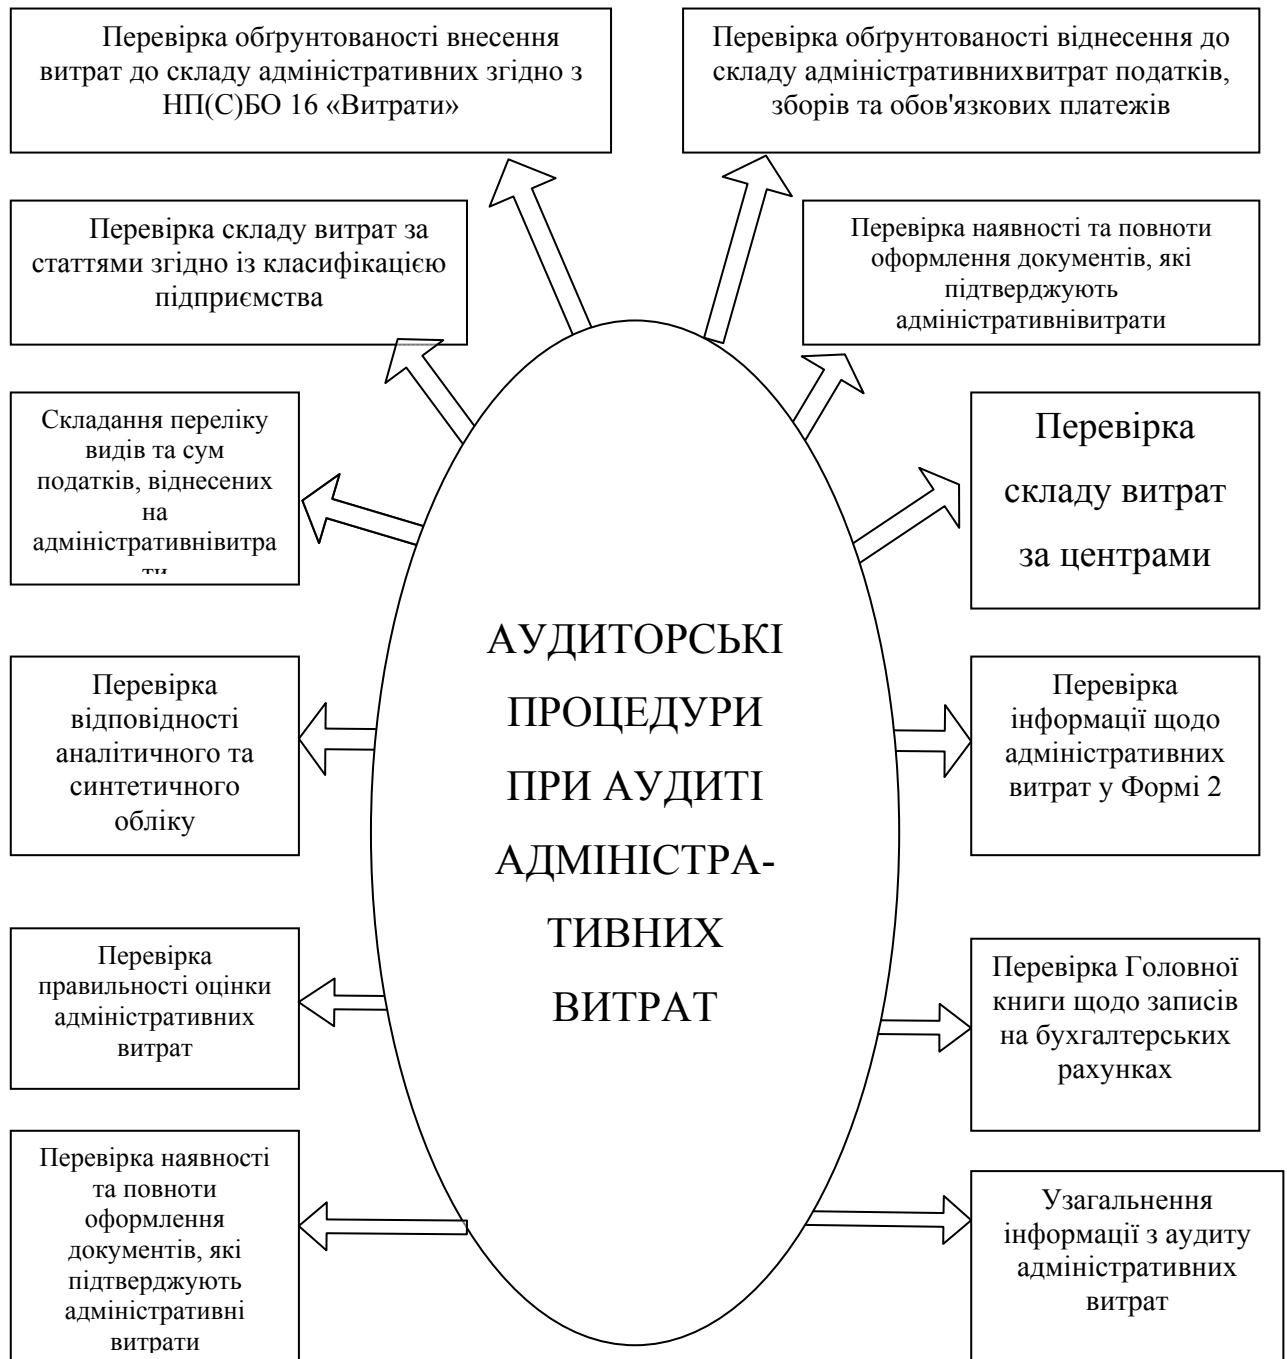 Перевірка обґрунтованості внесення
витрат до складу адміністративних згідно з
НП(С)БО 16 «Витрати»
Перевірка обґрунтованості віднесення до
складу адміністративнихвитрат податків,
зборів та обов'язкових платежів
Перевірка складу витрат за
статтями згідно із класифікацією
підприємства
Перевірка наявності та повноти
оформлення документів, які
підтверджують
адміністративнівитрати
Складання переліку
видів та сум
податків, віднесених
на
адміністративнівитра
ти
Перевірка
складу витрат
за центрами
АУДИТОРСЬКІ
ПРОЦЕДУРИ
ПРИ АУДИТІ
АДМІНІСТРА-
ТИВНИХ
ВИТРАТ
Перевірка
відповідності
аналітичного та
синтетичного
обліку
Перевірка
інформації щодо
адміністративних
витрат у Формі 2
Перевірка
правильності оцінки
адміністративних
витрат
Перевірка Головної
книги щодо записів
на бухгалтерських
рахунках
Перевірка наявності
та повноти
оформлення
документів, які
підтверджують
адміністративні
витрати
Узагальнення
інформації з аудиту
адміністративних
витрат